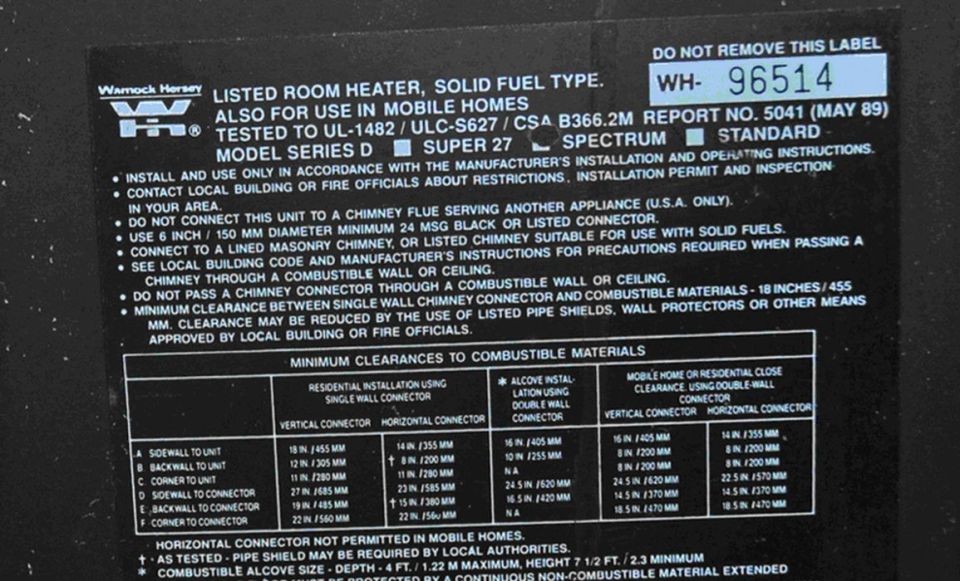 DO NOT REMOVE THIS LABEL
Warnock Hersey
WH ®
WH- 96514
LISTED ROOM HEATER, SOLID FUEL TYPE.
ALSO FOR USE IN MOBILE HOMES
TESTED TO UL-1482 / ULC-S627 / CSA B366.2M REPORT NO. 5041 (MAY 89)
MODEL SERIES D SUPER 27 SPECTRUM STANDARD
• INSTALL AND USE ONLY IN ACCORDANCE WITH THE MANUFACTURER'S INSTALLATION AND OPERATING INSTRUCTIONS.
• CONTACT LOCAL BUILDING OR FIRE OFFICIALS ABOUT RESTRICTIONS, INSTALLATION PERMIT AND INSPECTION
IN YOUR AREA.
• DO NOT CONNECT THIS UNIT TO A CHIMNEY FLUE SERVING ANOTHER APPLIANCE (U.S.A. ONLY).
• USE 6 INCH / 150 MM DIAMETER MINIMUM 24 MSG BLACK OR LISTED CONNECTOR.
• CONNECT TO A LINED MASONRY CHIMNEY, OR LISTED CHIMNEY SUITABLE FOR USE WITH SOLID FUELS.
• SEE LOCAL BUILDING CODE AND MANUFACTURER'S INSTRUCTIONS FOR PRECAUTIONS REQUIRED WHEN PASSING A
CHIMNEY THROUGH A COMBUSTIBLE WALL OR CEILING.
• DO NOT PASS A CHIMNEY CONNECTOR THROUGH A COMBUSTIBLE WALL OR CEILING.
• MINIMUM CLEARANCE BETWEEN SINGLE WALL CHIMNEY CONNECTOR AND COMBUSTIBLE MATERIALS - 18 INCHES / 455
MM. CLEARANCE MAY BE REDUCED BY THE USE OF LISTED PIPE SHIELDS, WALL PROTECTORS OR OTHER MEANS
APPROVED BY LOCAL BUILDING OR FIRE OFFICIALS.
MINIMUM CLEARANCES TO COMBUSTIBLE MATERIALS
RESIDENTIAL INSTALLATION USING
SINGLE WALL CONNECTOR
VERTICAL CONNECTOR HORIZONTAL CONNECTOR
* ALCOVE INSTAL-
LATION USING
DOUBLE WALL
CONNECTOR
MOBILE HOME OR RESIDENTIAL CLOSE
CLEARANCE, USING DOUBLE-WALL
CONNECTOR
VERTICAL CONNECTOR HORIZONTAL CONNECTOR
A SIDEWALL TO UNIT 18 IN. / 455 MM 14 IN. / 355 MM 16 IN. / 405 MM 16 IN. / 405 MM 14 IN. / 355 MM
B BACKWALL TO UNIT 12 IN. / 305 MM † 8 IN. / 200 MM 10 IN. / 255 MM 8 IN. / 200 MM 8 IN. / 200 MM
C CORNER TO UNIT 11 IN. / 280 MM 11 IN. / 280 MM N A 8 IN. / 200 MM 8 IN. / 200 MM
D SIDEWALL TO CONNECTOR 27 IN. / 685 MM 23 IN. / 585 MM 24.5 IN. / 620 MM 24.5 IN. / 620 MM 22.5 IN. / 570 MM
E BACKWALL TO CONNECTOR 19 IN. / 485 MM † 15 IN. / 380 MM 16.5 IN. / 420 MM 14.5 IN. / 370 MM 14.5 IN. / 370 MM
F CORNER TO CONNECTOR 22 IN. / 560 MM 22 IN. / 560 MM N A 18.5 IN. / 470 MM 18.5 IN. / 470 MM
HORIZONTAL CONNECTOR NOT PERMITTED IN MOBILE HOMES.
† - AS TESTED - PIPE SHIELD MAY BE REQUIRED BY LOCAL AUTHORITIES.
* COMBUSTIBLE ALCOVE SIZE - DEPTH - 4 FT. / 1.22 M MAXIMUM, HEIGHT 7 1/2 FT. / 2.3 MINIMUM
MUST BE PROTECTED BY A CONTINUOUS NON-COMBUSTIBLE MATERIAL EXTENDED